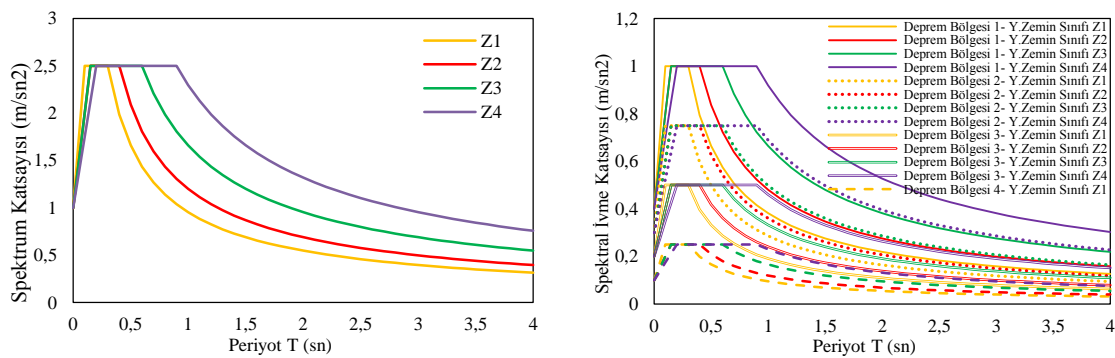 Spektrum Katsayısı (m/sn2)
3
2,5
2
1,5
1
0,5
0
0
0,5
1
1,5
2
2,5
3
3,5
4
Periyot T (sn)
Z1
Z2
Z3
Z4
Spektral İvme Katsayısı (m/sn2)
1,2
1
0,8
0,6
0,4
0,2
0
0
0,5
1
1,5
2
2,5
3
3,5
4
Periyot T (sn)
Deprem Bölgesi 1- Y.Zemin Sınıfı Z1
Deprem Bölgesi 1- Y.Zemin Sınıfı Z2
Deprem Bölgesi 1- Y.Zemin Sınıfı Z3
Deprem Bölgesi 1- Y.Zemin Sınıfı Z4
Deprem Bölgesi 2- Y.Zemin Sınıfı Z1
Deprem Bölgesi 2- Y.Zemin Sınıfı Z2
Deprem Bölgesi 2- Y.Zemin Sınıfı Z3
Deprem Bölgesi 2- Y.Zemin Sınıfı Z4
Deprem Bölgesi 3- Y.Zemin Sınıfı Z1
Deprem Bölgesi 3- Y.Zemin Sınıfı Z2
Deprem Bölgesi 3- Y.Zemin Sınıfı Z3
Deprem Bölgesi 3- Y.Zemin Sınıfı Z4
Deprem Bölgesi 4- Y.Zemin Sınıfı Z1